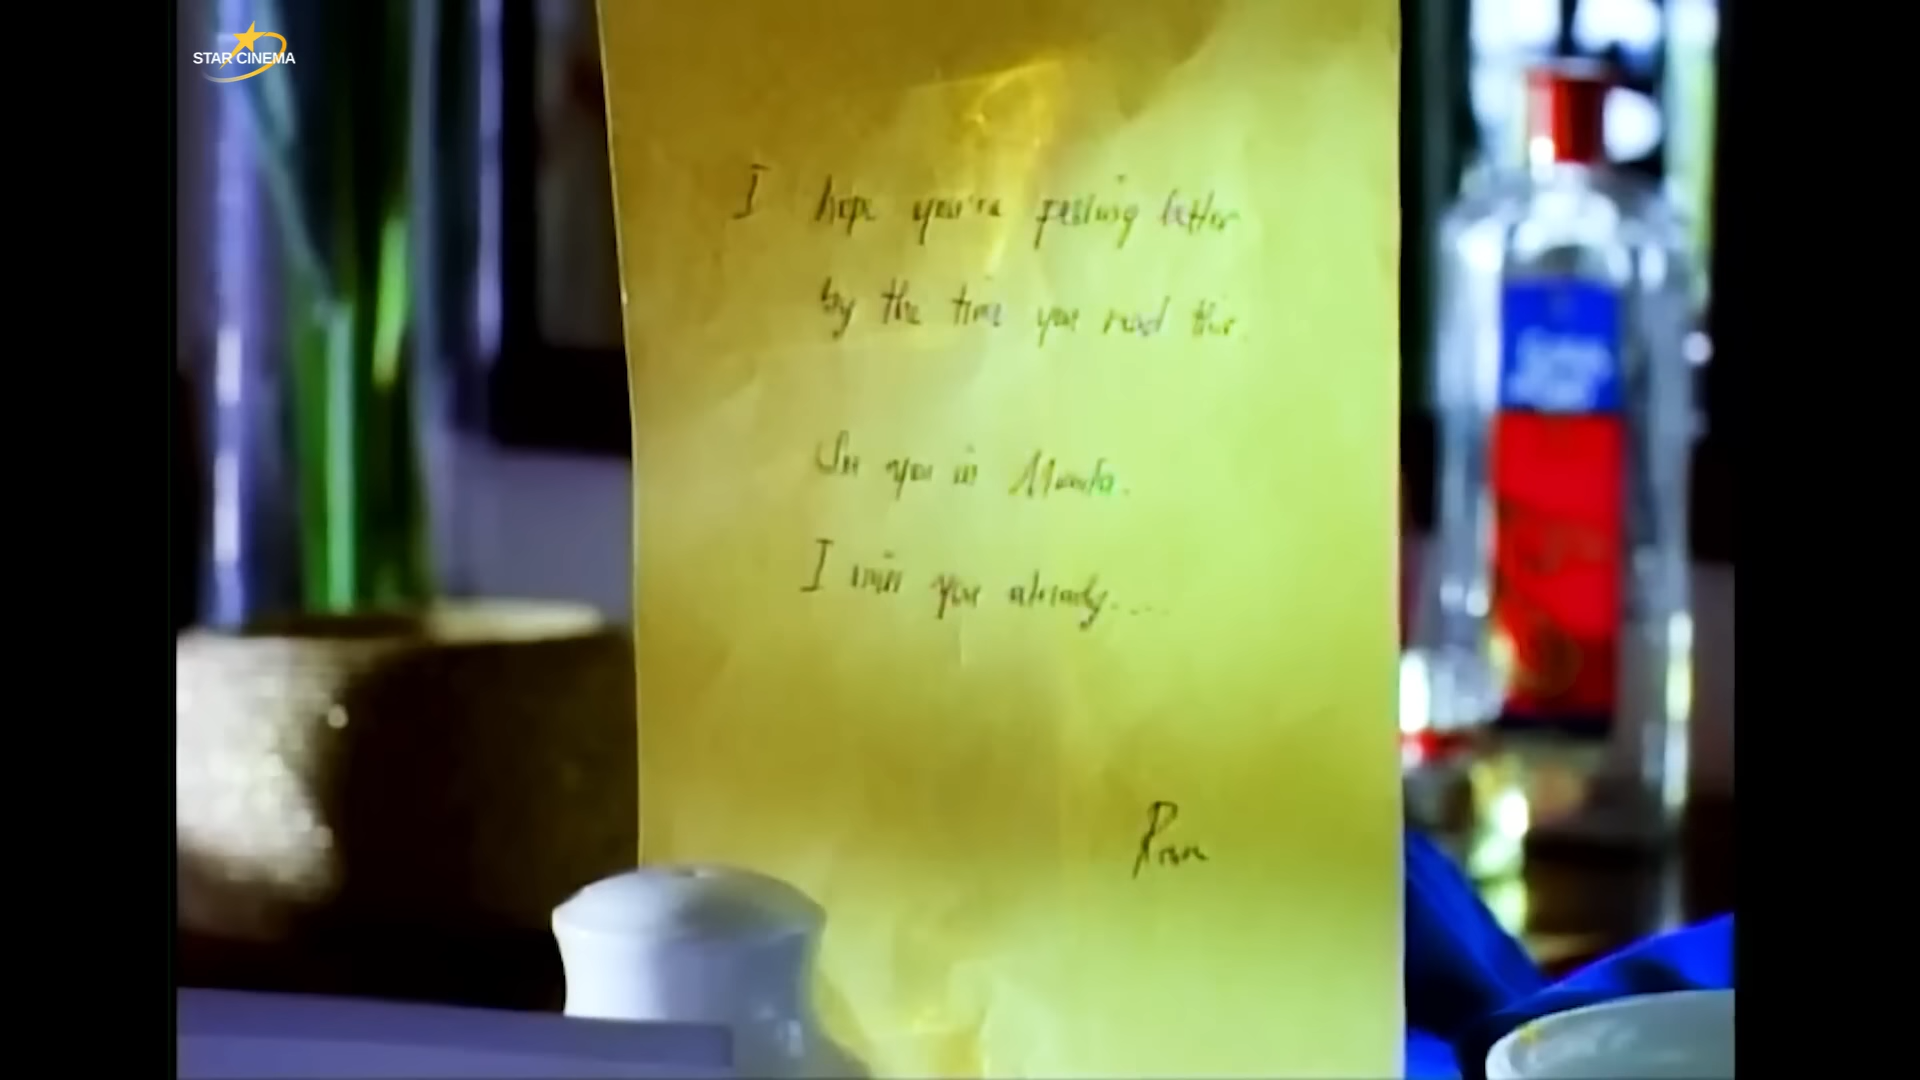 STAR CINEMA
I hope you're feeling better
by the time you read this.
See you in Manila.
I miss you already....